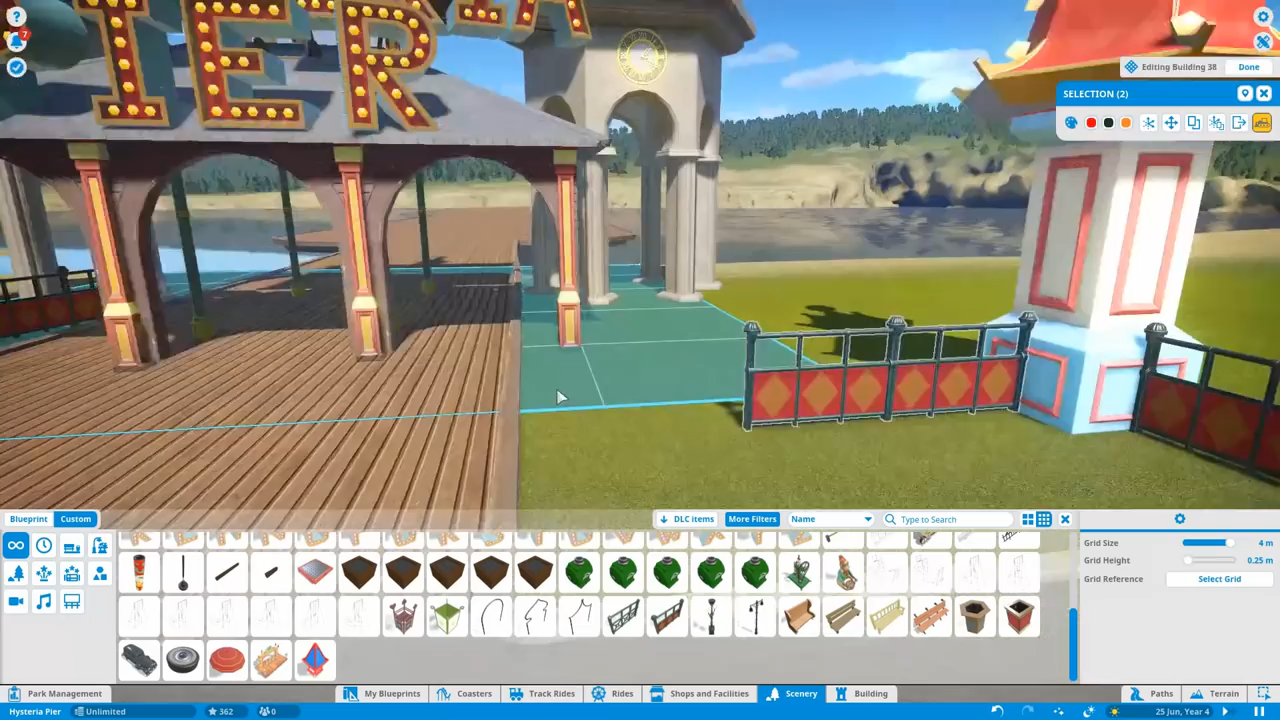 IER
?
7
Editing Building 38 Done
SELECTION (2)
Blueprint Custom DLC items More Filters Name Type to Search
Grid Size 4 m
Grid Height 0.25 m
Grid Reference Select Grid
Park Management My Blueprints Coasters Track Rides Rides Shops and Facilities Scenery Building Paths Terrain
Hysteria Pier Unlimited 362 0 25 Jun, Year 4